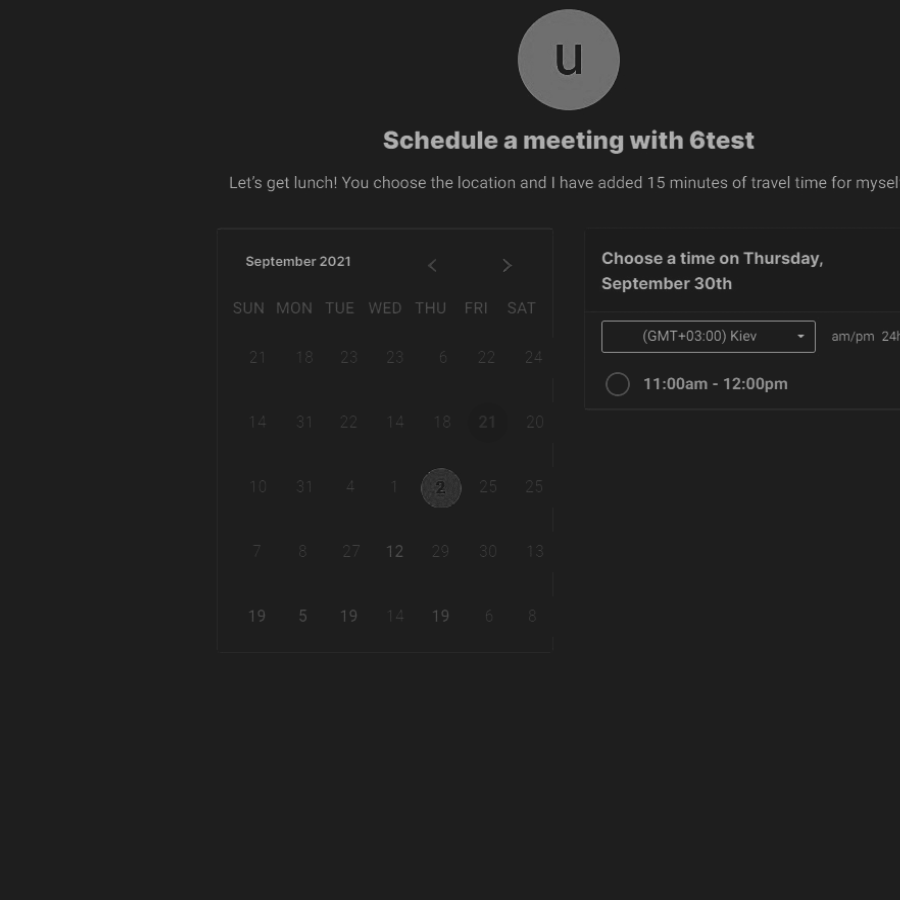 u
Schedule a meeting with 6test
Let's get lunch! You choose the location and I have added 15 minutes of travel time for
September 2021
SUN MON TUE WED THU FRI SAT
21 18 23 23 6 22 24
14 31 22 14 18 21 20
10 31 4 1 2 25 25
7 8 27 12 29 30 13
19 5 19 14 19 6 8
Choose a time on Thursday,
September 30th
(GMT+03:00) Kiev
am/pm
11:00am - 12:00pm